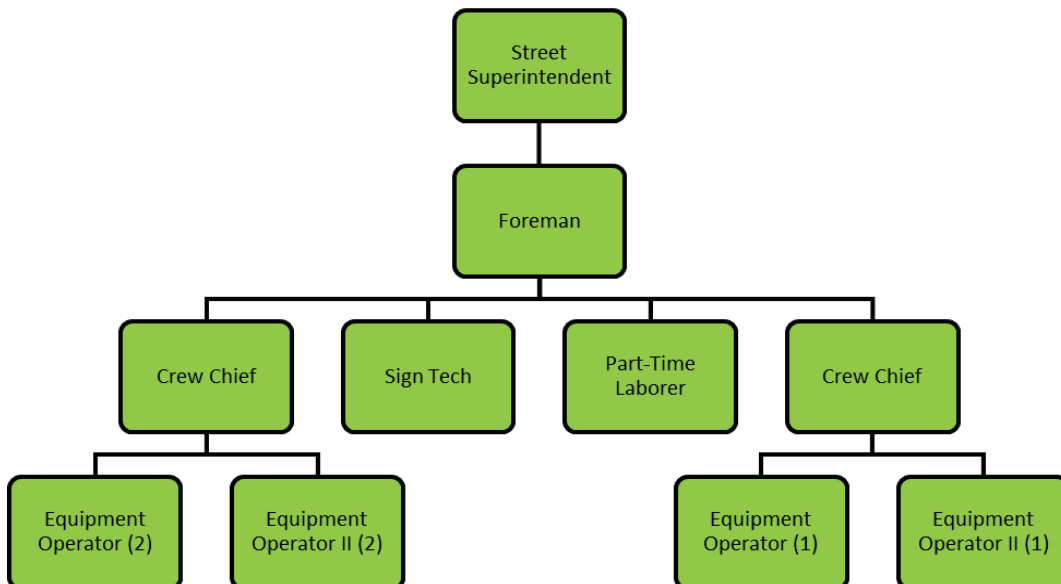 Street
Superintendent
Foreman
Crew Chief
Sign Tech
Part-Time
Laborer
Crew Chief
Equipment
Operator (2)
Equipment
Operator II (2)
Equipment
Operator (1)
Equipment
Operator II (1)